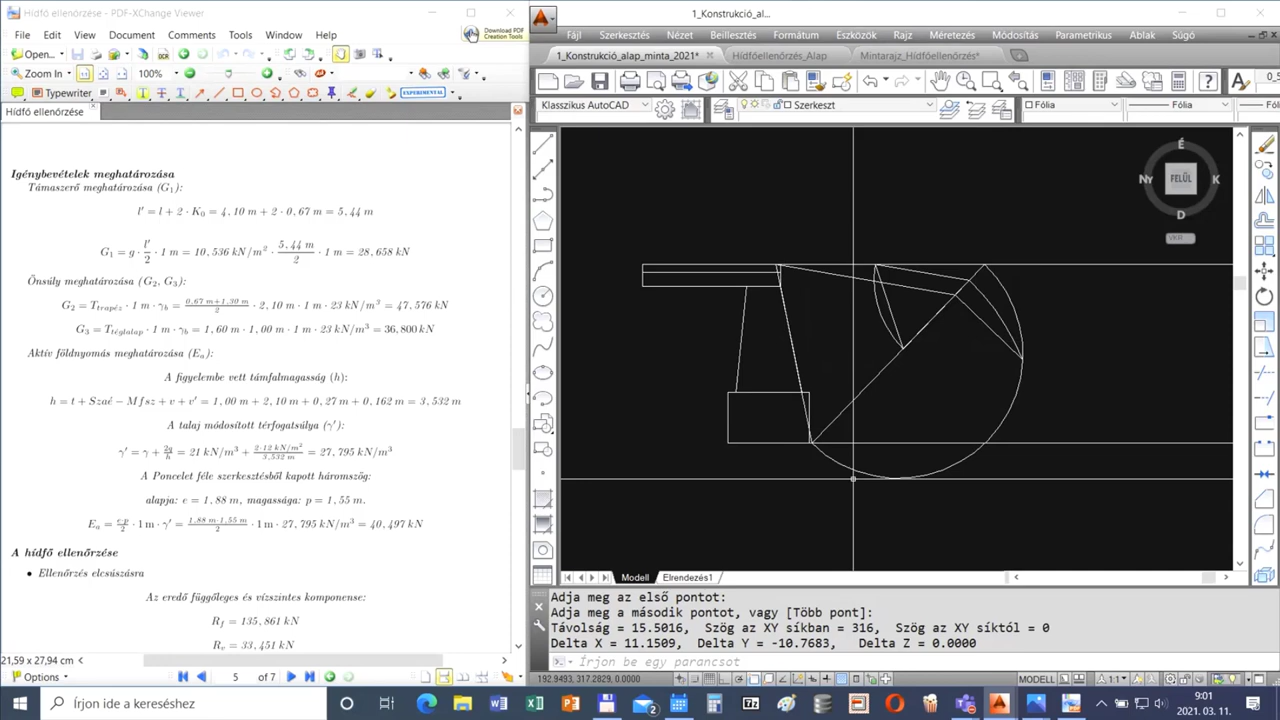 Hídfő ellenőrzése - PDF-XChange Viewer
File Edit View Document Comments Tools Window Help
Download PDF
Creation Tools
Open...
Zoom In 100%
Typewriter EXPERIMENTAL
Hídfő ellenőrzése
Igénybevételek meghatározása
Támaszerő meghatározása (G₁):
l′ = l + 2 · K₀ = 4,10 m + 2 · 0,67 m = 5,44 m
G₁ = g · l′/2 · 1 m = 10,536 kN/m² · 5,44 m/2 · 1 m = 28,658 kN
Önsúly meghatározása (G₂, G₃):
G₂ = T_trapéz · 1 m · γ_b = 0,67 m+1,30 m/2 · 2,10 m · 1 m · 23 kN/m³ = 47,576 kN
G₃ = T_téglalap · 1 m · γ_b = 1,60 m · 1,00 m · 1 m · 23 kN/m³ = 36,800 kN
Aktív földnyomás meghatározása (Eₐ):
A figyelembe vett támfalmagasság (h):
h = t + Szaé − Mfsz + v + v′ = 1,00 m + 2,10 m + 0,27 m + 0,162 m = 3,532 m
A talaj módosított térfogatsúlya (γ′):
γ′ = γ + 2q/h = 21 kN/m³ + 2·12 kN/m²/3,532 m = 27,795 kN/m³
A Poncelet féle szerkesztésből kapott háromszög:
alapja: e = 1,88 m, magassága: p = 1,55 m.
Eₐ = e·p/2 · 1 m · γ′ = 1,88 m·1,55 m/2 · 1 m · 27,795 kN/m³ = 40,497 kN
A hídfő ellenőrzése
• Ellenőrzés elcsúszásra
Az eredő függőleges és vízszintes komponense:
R_f = 135,861 kN
R_v = 33,451 kN
21,59 x 27,94 cm
Options 5 of 7
1_Konstrukció_al...
Fájl Szerkesztés Nézet Beillesztés Formátum Eszközök Rajz Méretezés Módosítás Parametrikus Ablak Súgó
1_Konstrukció_alap_minta_2021* Hídfőellenőrzés_Alap Mintarajz_Hídfőellenőrzés*
Klasszikus AutoCAD Szerkeszt Fólia Fólia
É
NY FELÜL K
D
VKR
Modell Elrendezés1
Adja meg az első pontot:
Adja meg a második pontot, vagy [Több pont]:
Távolság = 15.5016, Szög az XY síkban = 316, Szög az XY síktól = 0
Delta X = 11.1509, Delta Y = -10.7683, Delta Z = 0.0000
Írjon be egy parancsot
192.9493, 317.2829, 0.0000 MODELL 1:1
Írjon ide a kereséshez
9:01
2021. 03. 11.